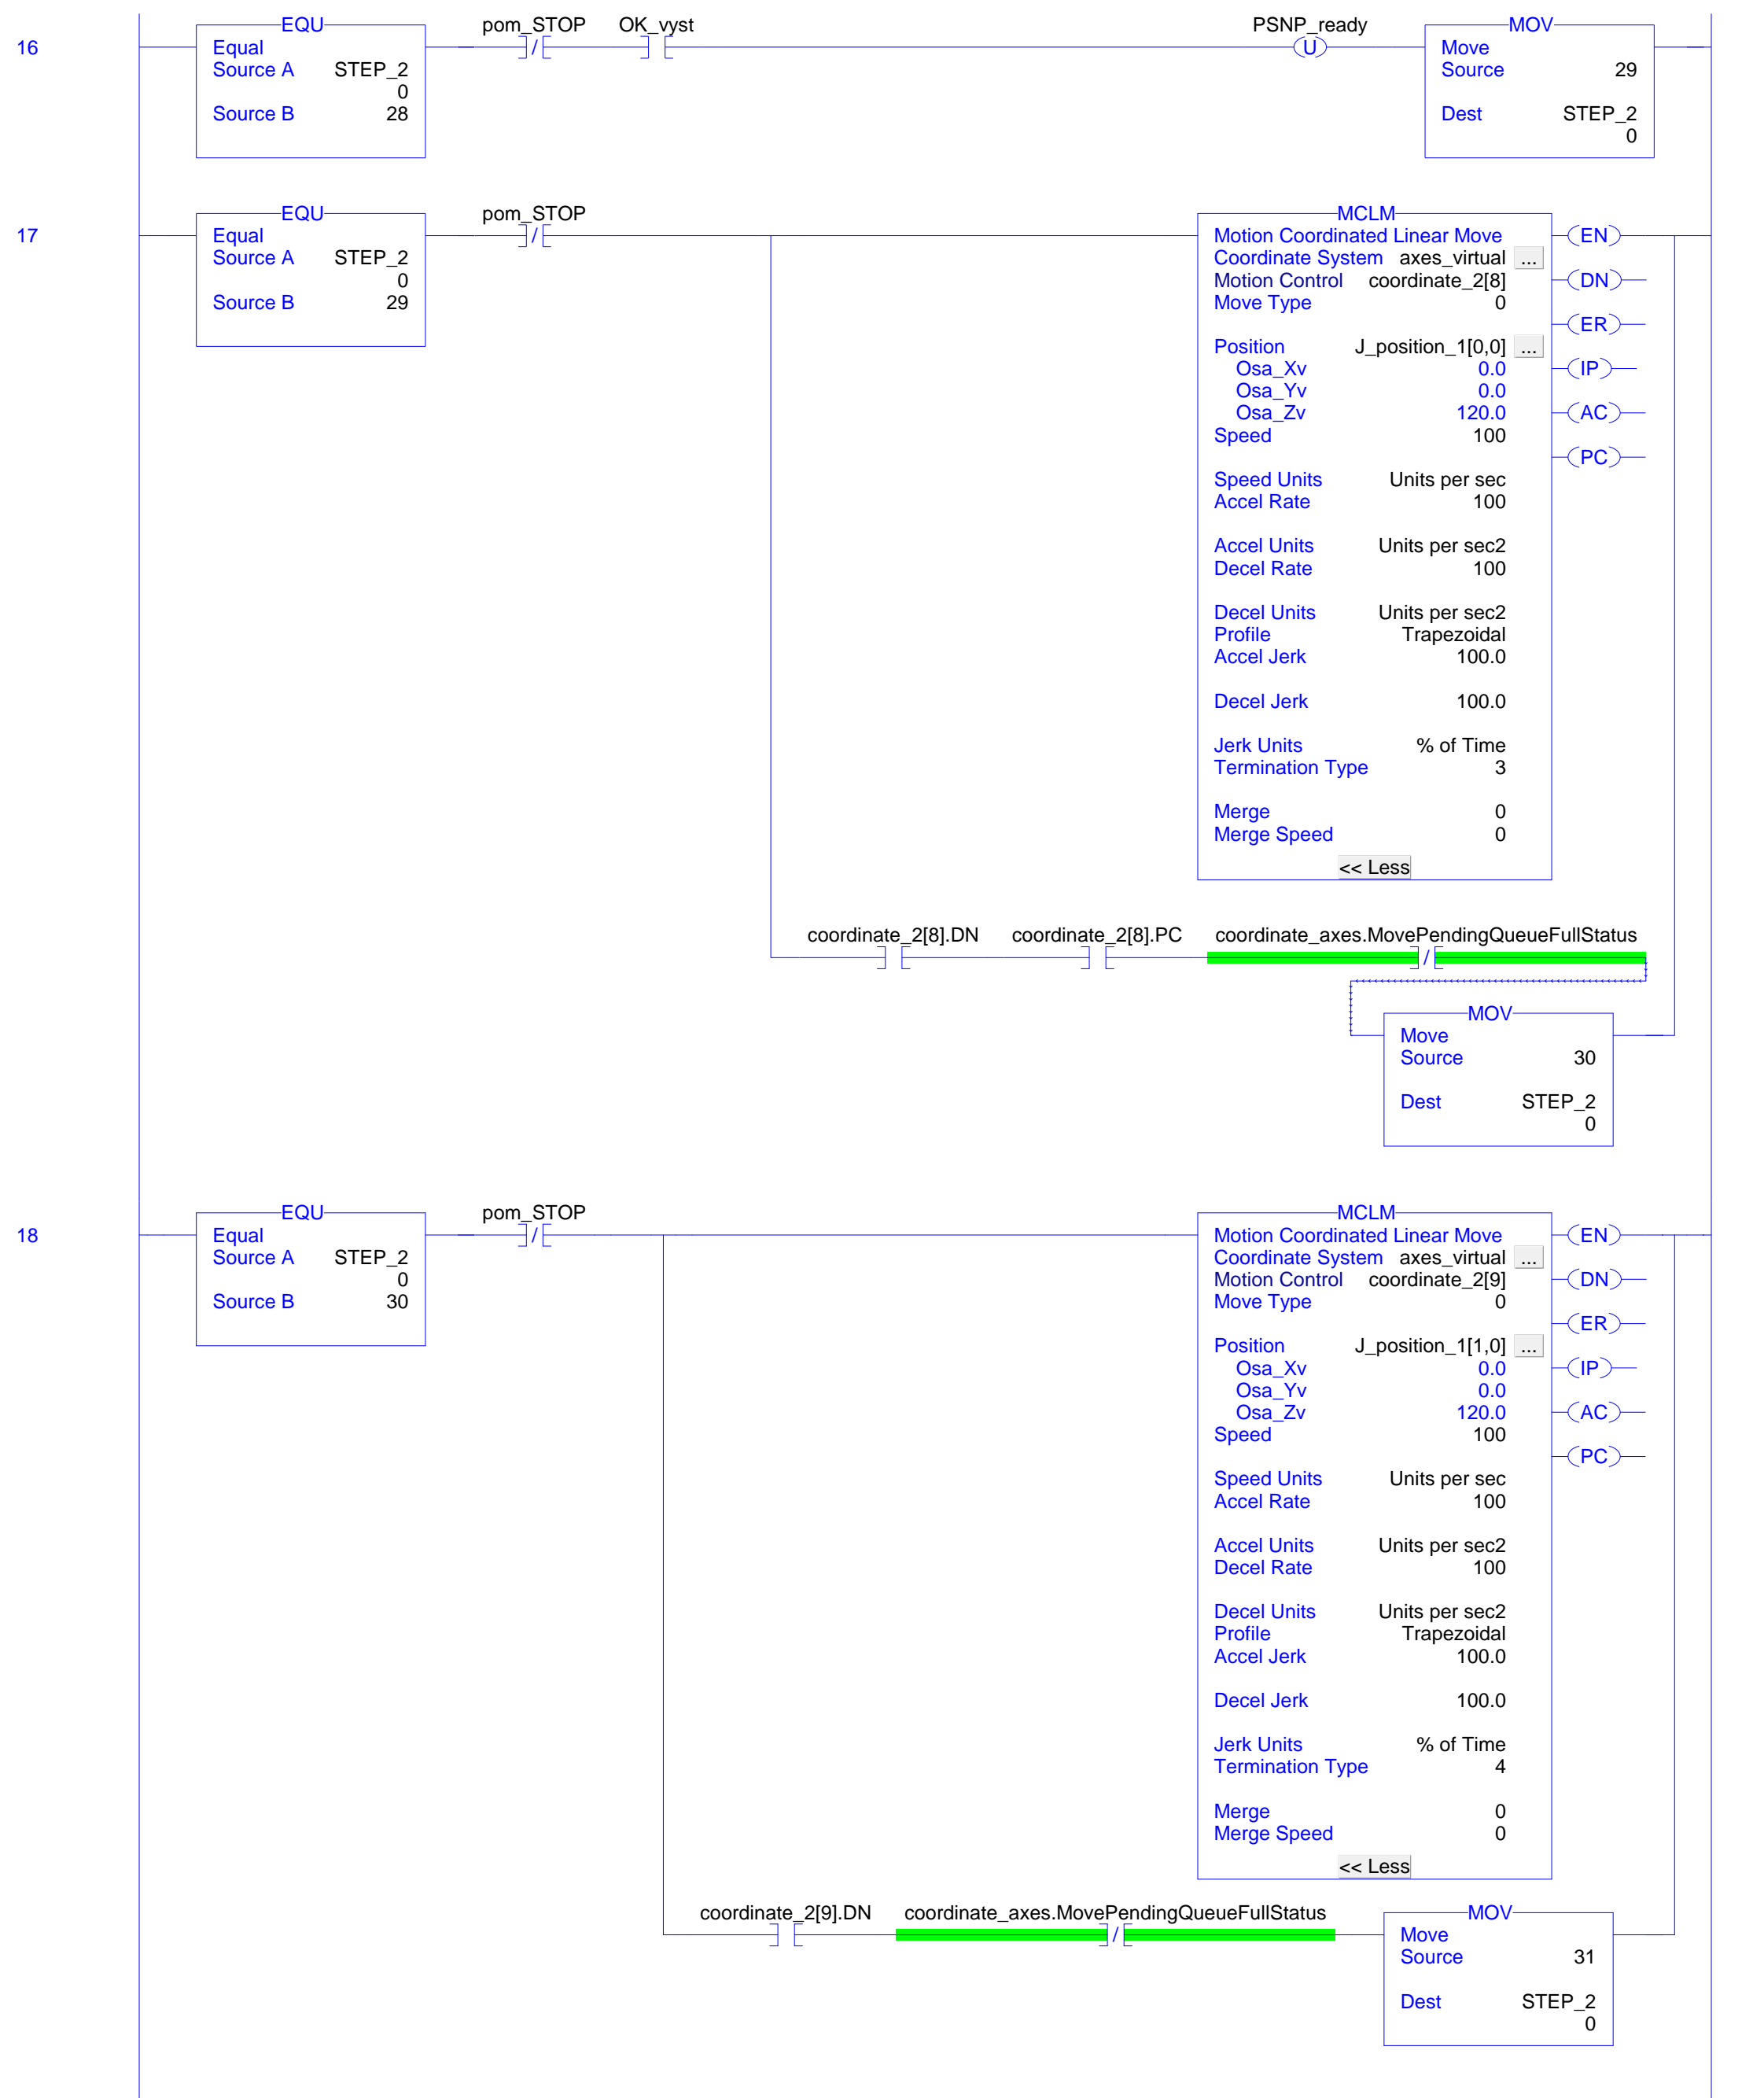 16
EQU
Equal
Source A STEP_2
0
Source B 28
pom_STOP
/
OK_vyst
PSNP_ready
U
MOV
Move
Source 29
Dest STEP_2
0
17
EQU
Equal
Source A STEP_2
0
Source B 29
pom_STOP
/
MCLM
Motion Coordinated Linear Move
Coordinate System axes_virtual ...
Motion Control coordinate_2[8]
Move Type 0
Position J_position_1[0,0] ...
Osa_Xv 0.0
Osa_Yv 0.0
Osa_Zv 120.0
Speed 100
Speed Units Units per sec
Accel Rate 100
Accel Units Units per sec2
Decel Rate 100
Decel Units Units per sec2
Profile Trapezoidal
Accel Jerk 100.0
Decel Jerk 100.0
Jerk Units % of Time
Termination Type 3
Merge 0
Merge Speed 0
<< Less
EN
DN
ER
IP
AC
PC
coordinate_2[8].DN
coordinate_2[8].PC
coordinate_axes.MovePendingQueueFullStatus
/
MOV
Move
Source 30
Dest STEP_2
0
18
EQU
Equal
Source A STEP_2
0
Source B 30
pom_STOP
/
MCLM
Motion Coordinated Linear Move
Coordinate System axes_virtual ...
Motion Control coordinate_2[9]
Move Type 0
Position J_position_1[1,0] ...
Osa_Xv 0.0
Osa_Yv 0.0
Osa_Zv 120.0
Speed 100
Speed Units Units per sec
Accel Rate 100
Accel Units Units per sec2
Decel Rate 100
Decel Units Units per sec2
Profile Trapezoidal
Accel Jerk 100.0
Decel Jerk 100.0
Jerk Units % of Time
Termination Type 4
Merge 0
Merge Speed 0
<< Less
EN
DN
ER
IP
AC
PC
coordinate_2[9].DN
coordinate_axes.MovePendingQueueFullStatus
/
MOV
Move
Source 31
Dest STEP_2
0